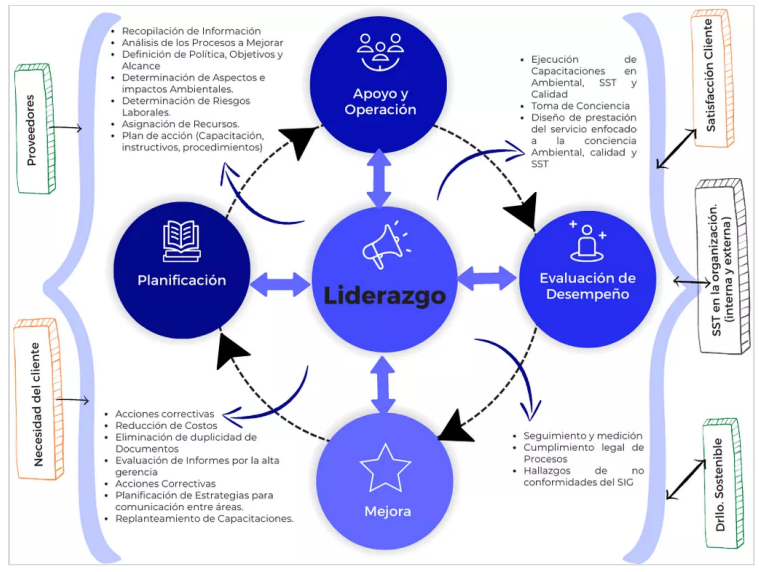 • Recopilación de Información
• Análisis de los Procesos a Mejorar
• Definición de Política, Objetivos y
Alcance
• Determinación de Aspectos e
impactos Ambientales.
• Determinación de Riesgos
Laborales.
• Asignación de Recursos.
• Plan de acción (Capacitación,
instructivos, procedimientos)
Apoyo y
Operación
• Ejecución de
Capacitaciones en
Ambiental, SST y
Calidad
• Toma de Conciencia
• Diseño de prestación
del servicio enfocado
a la conciencia
Ambiental, calidad y
SST
Proveedores
Satisfacción Cliente
Planificación
Liderazgo
Evaluación de
Desempeño
SST en la organización.
(interna y externa)
Necesidad del cliente
• Acciones correctivas
• Reducción de Costos
• Eliminación de duplicidad de
Documentos
• Evaluación de Informes por la alta
gerencia
• Acciones Correctivas
• Planificación de Estrategias para
comunicación entre áreas.
• Replanteamiento de Capacitaciones.
Mejora
• Seguimiento y medición
• Cumplimiento legal de
Procesos
• Hallazgos de no
conformidades del SIG
Drllo. Sostenible